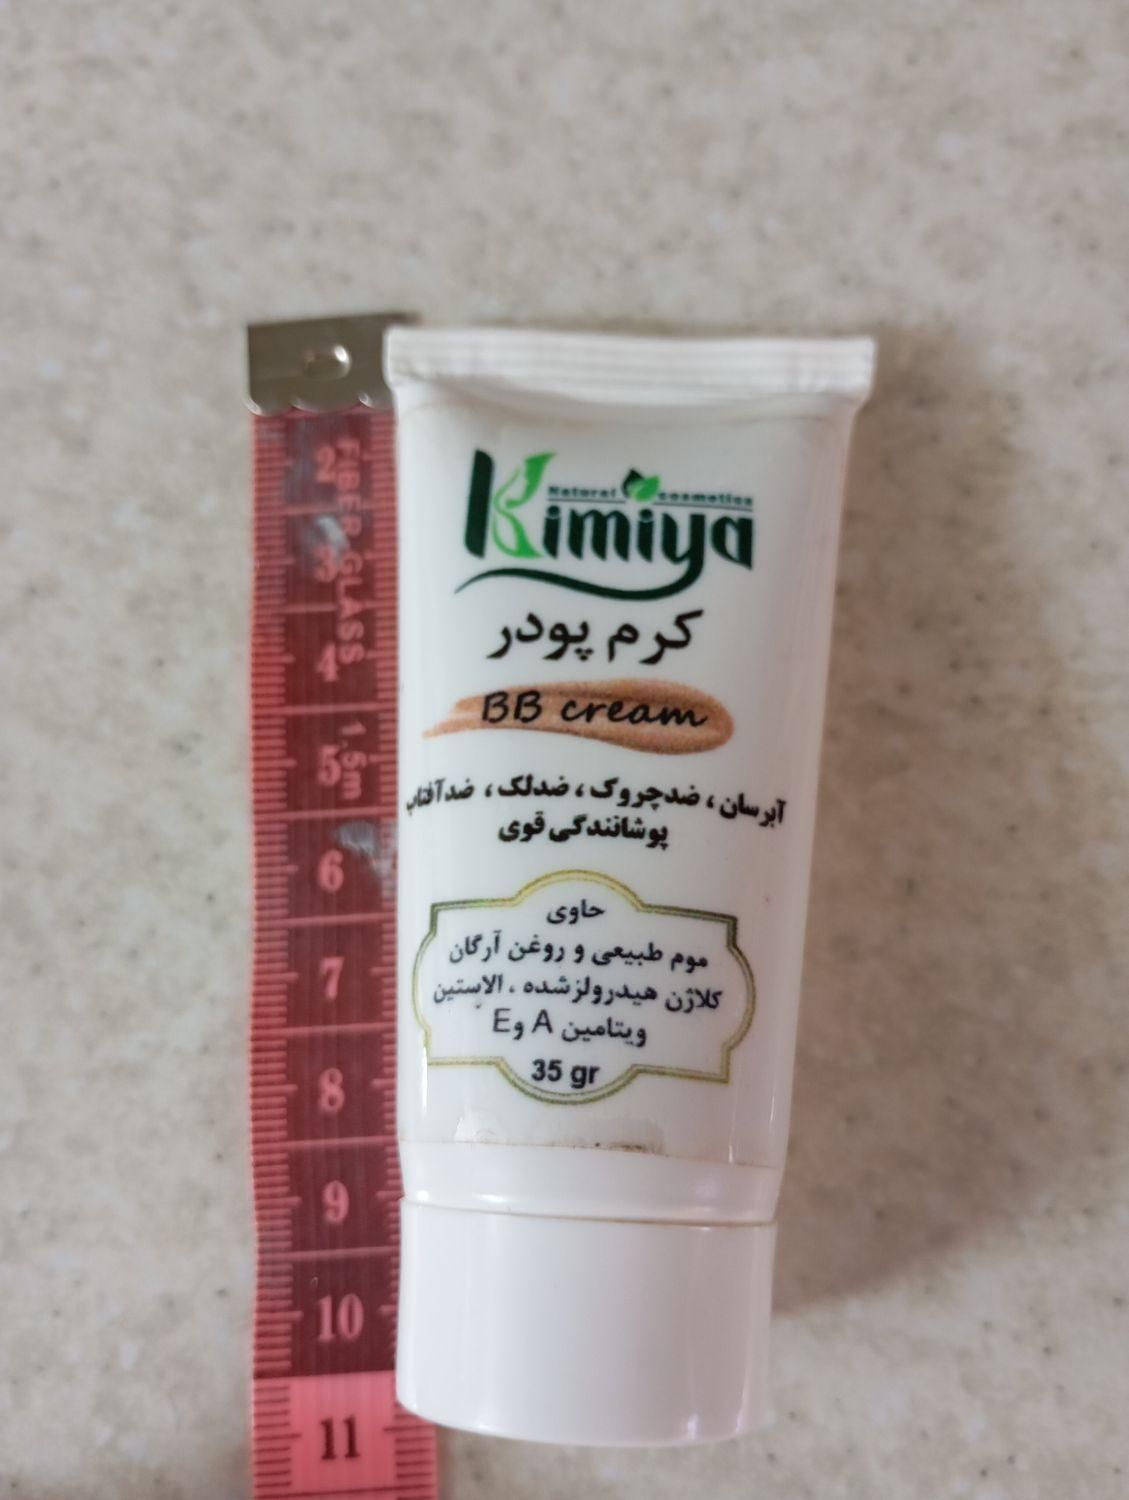 Natural cosmetics
Kimiya
کرم پودر
BB cream
آبرسان ، ضدچروک ، ضدلک ، ضدآفتاب
پوشانندگی قوی
حاوی
موم طبیعی و روغن آرگان
کلاژن هیدرولزشده ، الاستین
ویتامین A وE
35 gr
FIBER GLASS 1.5m
2
3
4
5
6
7
8
9
10
11